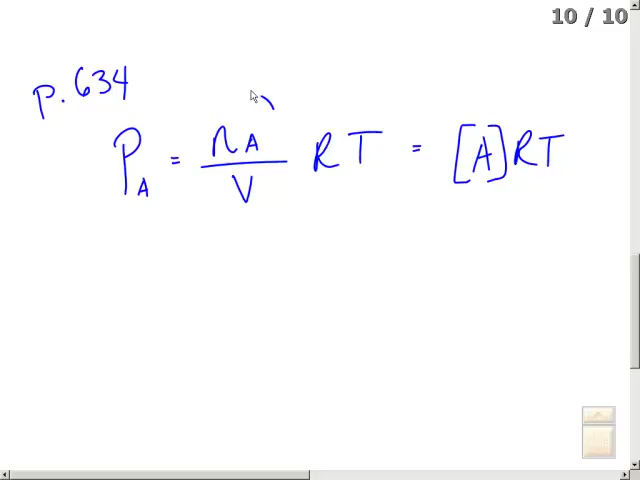 10 / 10
p. 634
P_A = n_A / V RT = [A] RT